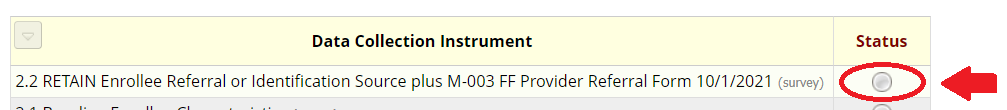 Data Collection Instrument Status
2.2 RETAIN Enrollee Referral or Identification Source plus M-003 FF Provider Referral Form 10/1/2021 (survey)